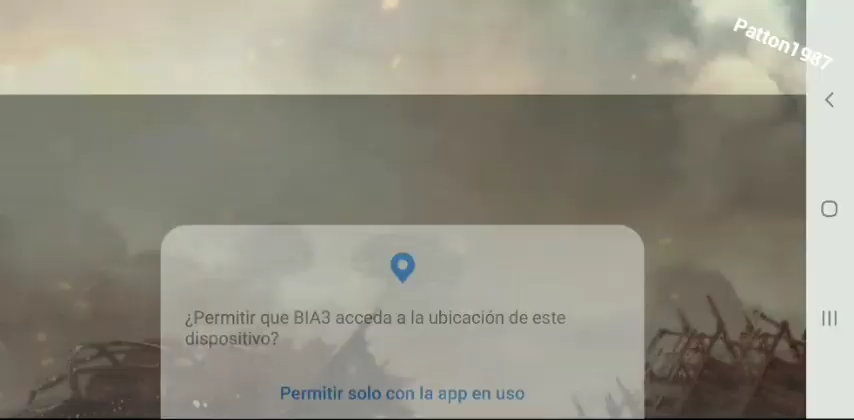 Patton1987
¿Permitir que BIA3 acceda a la ubicación de este
dispositivo?
Permitir solo con la app en uso